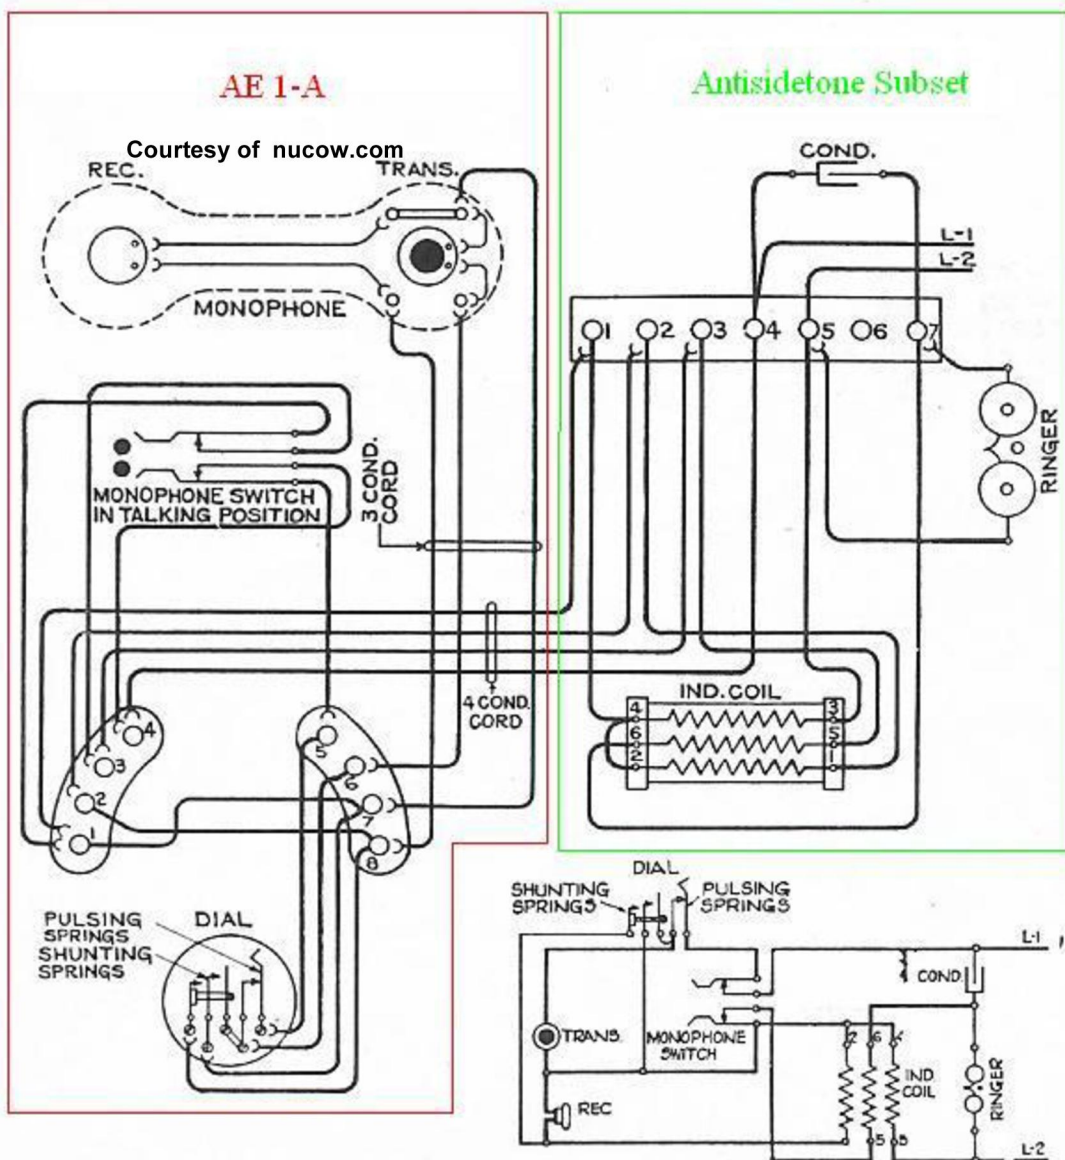 AE 1-A
Antisidetone Subset
Courtesy of nucow.com
REC.
TRANS.
MONOPHONE
COND.
L-1
L-2
1
2
3
4
5
6
7
RINGER
MONOPHONE SWITCH
IN TALKING POSITION
3 COND.
CORD
4 COND.
CORD
IND. COIL
4
6
2
3
5
1
4
3
2
1
5
6
7
8
PULSING
SPRINGS
SHUNTING
SPRINGS
DIAL
DIAL
SHUNTING
SPRINGS
PULSING
SPRINGS
L-1
COND.
TRANS.
MONOPHONE
SWITCH
2
6
4
IND.
COIL
RINGER
REC
5
3
L-2